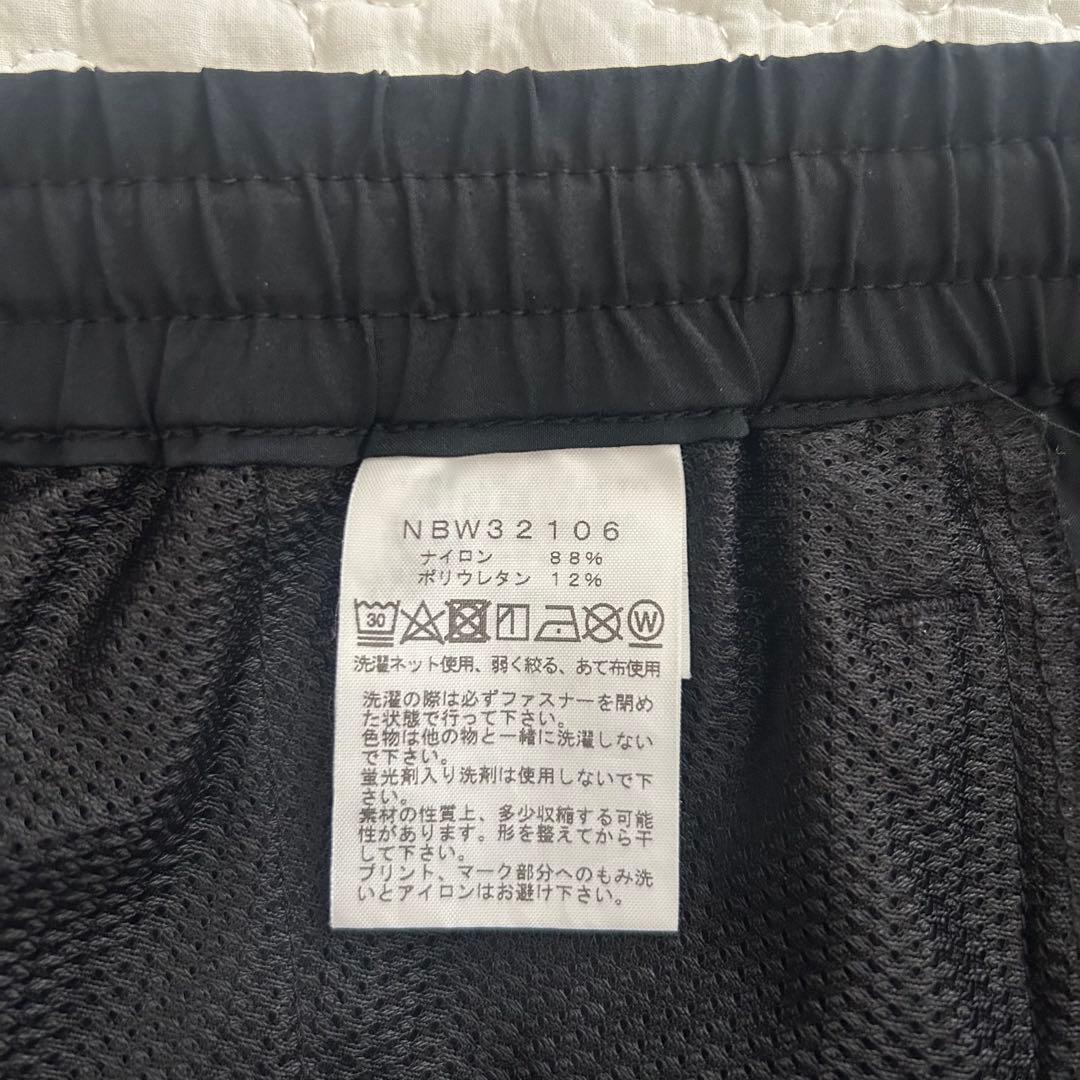 NBW32106
ナイロン 88%
ポリウレタン 12%
30 W
洗濯ネット使用、弱く絞る、あて布使用
洗濯の際は必ずファスナーを閉め
た状態で行って下さい。
色物は他の物と一緒に洗濯しない
で下さい。
蛍光剤入り洗剤は使用しないで下
さい。
素材の性質上、多少収縮する可能
性があります。形を整えてから干
して下さい。
プリント、マーク部分へのもみ洗
いとアイロンはお避け下さい。